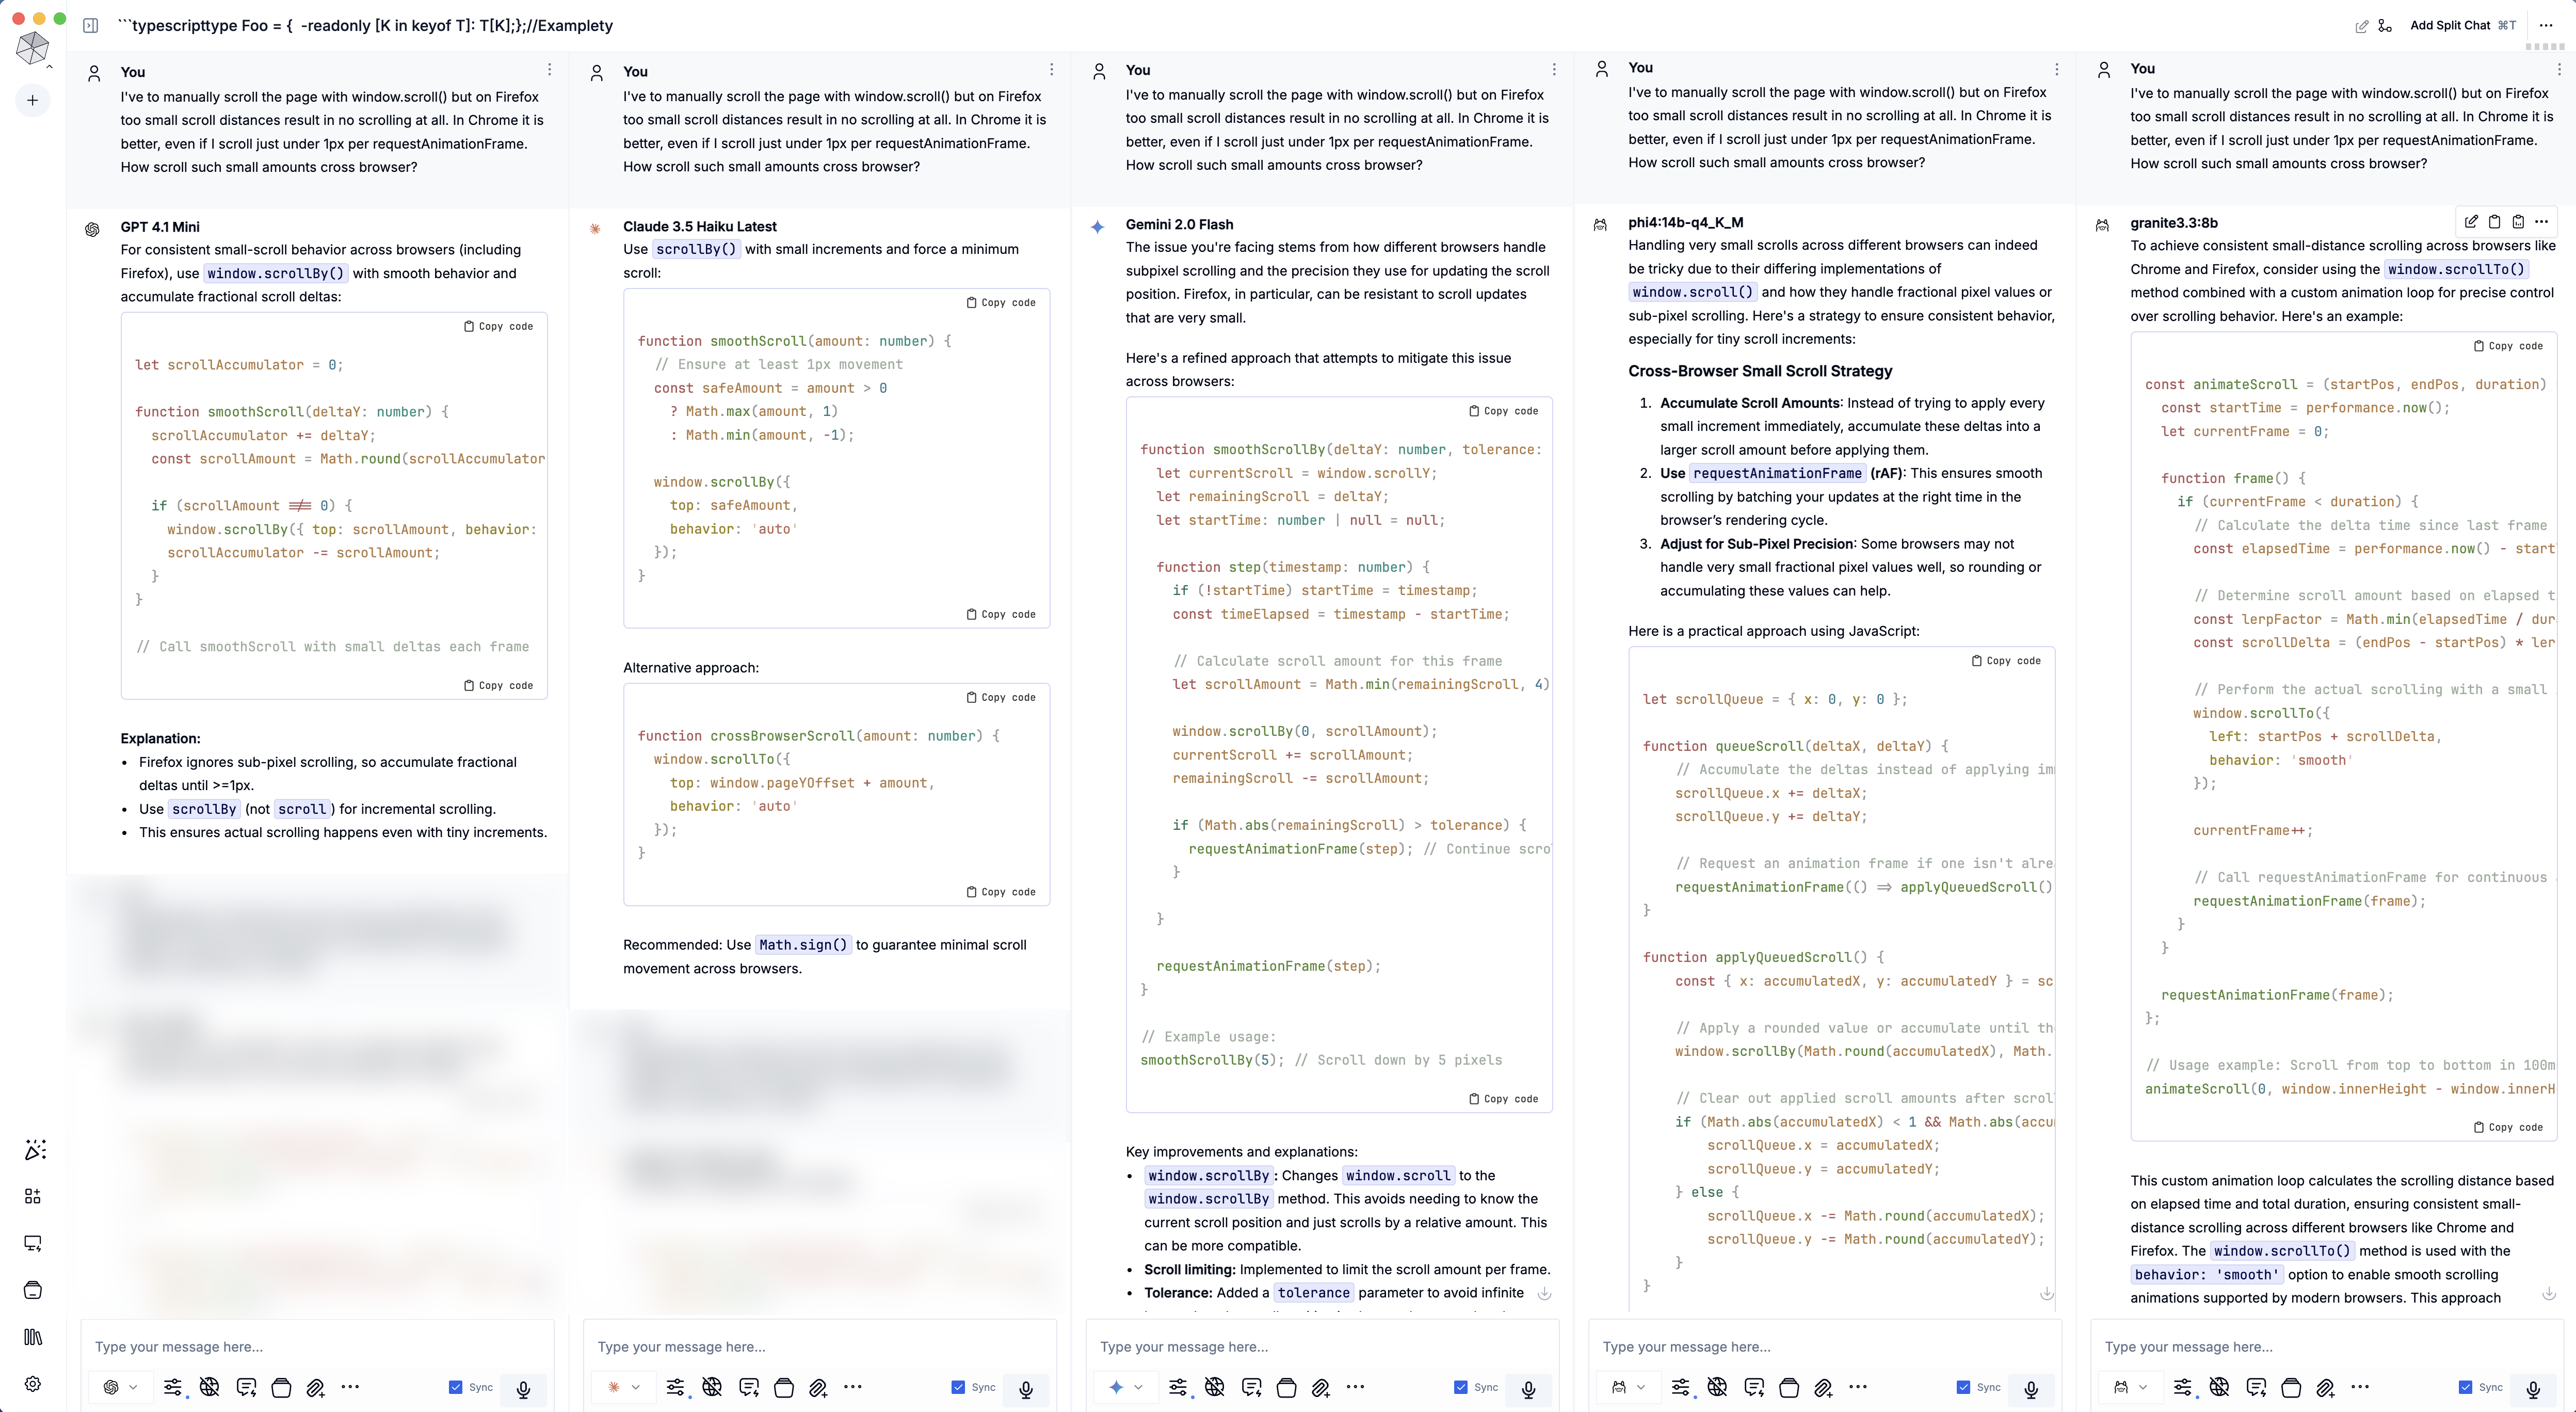 ```typescripttype Foo = {  -readonly [K in keyof T]: T[K];};//Examplety
Add Split Chat ⌘T
You
I've to manually scroll the page with window.scroll() but on Firefox
too small scroll distances result in no scrolling at all. In Chrome it is
better, even if I scroll just under 1px per requestAnimationFrame.
How scroll such small amounts cross browser?
GPT 4.1 Mini
For consistent small-scroll behavior across browsers (including
Firefox), use window.scrollBy() with smooth behavior and
accumulate fractional scroll deltas:
Copy code
let scrollAccumulator = 0;
function smoothScroll(deltaY: number) {
scrollAccumulator += deltaY;
const scrollAmount = Math.round(scrollAccumulator
if (scrollAmount !== 0) {
window.scrollBy({ top: scrollAmount, behavior:
scrollAccumulator -= scrollAmount;
}
}
// Call smoothScroll with small deltas each frame
Copy code
Explanation:
• Firefox ignores sub-pixel scrolling, so accumulate fractional
deltas until >=1px.
• Use scrollBy (not scroll) for incremental scrolling.
• This ensures actual scrolling happens even with tiny increments.
Type your message here...
Sync
You
I've to manually scroll the page with window.scroll() but on Firefox
too small scroll distances result in no scrolling at all. In Chrome it is
better, even if I scroll just under 1px per requestAnimationFrame.
How scroll such small amounts cross browser?
Claude 3.5 Haiku Latest
Use scrollBy() with small increments and force a minimum
scroll:
Copy code
function smoothScroll(amount: number) {
// Ensure at least 1px movement
const safeAmount = amount > 0
? Math.max(amount, 1)
: Math.min(amount, -1);
window.scrollBy({
top: safeAmount,
behavior: 'auto'
});
}
Copy code
Alternative approach:
Copy code
function crossBrowserScroll(amount: number) {
window.scrollTo({
top: window.pageYOffset + amount,
behavior: 'auto'
});
}
Copy code
Recommended: Use Math.sign() to guarantee minimal scroll
movement across browsers.
Type your message here...
Sync
You
I've to manually scroll the page with window.scroll() but on Firefox
too small scroll distances result in no scrolling at all. In Chrome it is
better, even if I scroll just under 1px per requestAnimationFrame.
How scroll such small amounts cross browser?
Gemini 2.0 Flash
The issue you're facing stems from how different browsers handle
subpixel scrolling and the precision they use for updating the scroll
position. Firefox, in particular, can be resistant to scroll updates
that are very small.
Here's a refined approach that attempts to mitigate this issue
across browsers:
Copy code
function smoothScrollBy(deltaY: number, tolerance:
let currentScroll = window.scrollY;
let remainingScroll = deltaY;
let startTime: number | null = null;
function step(timestamp: number) {
if (!startTime) startTime = timestamp;
const timeElapsed = timestamp - startTime;
// Calculate scroll amount for this frame
let scrollAmount = Math.min(remainingScroll, 4)
window.scrollBy(0, scrollAmount);
currentScroll += scrollAmount;
remainingScroll -= scrollAmount;
if (Math.abs(remainingScroll) > tolerance) {
requestAnimationFrame(step); // Continue scro
}
}
requestAnimationFrame(step);
}
// Example usage:
smoothScrollBy(5); // Scroll down by 5 pixels
Copy code
Key improvements and explanations:
• window.scrollBy: Changes window.scroll to the
window.scrollBy method. This avoids needing to know the
current scroll position and just scrolls by a relative amount. This
can be more compatible.
• Scroll limiting: Implemented to limit the scroll amount per frame.
• Tolerance: Added a tolerance parameter to avoid infinite
Type your message here...
Sync
You
I've to manually scroll the page with window.scroll() but on Firefox
too small scroll distances result in no scrolling at all. In Chrome it is
better, even if I scroll just under 1px per requestAnimationFrame.
How scroll such small amounts cross browser?
phi4:14b-q4_K_M
Handling very small scrolls across different browsers can indeed
be tricky due to their differing implementations of
window.scroll() and how they handle fractional pixel values or
sub-pixel scrolling. Here's a strategy to ensure consistent behavior,
especially for tiny scroll increments:
Cross-Browser Small Scroll Strategy
1. Accumulate Scroll Amounts: Instead of trying to apply every
small increment immediately, accumulate these deltas into a
larger scroll amount before applying them.
2. Use requestAnimationFrame (rAF): This ensures smooth
scrolling by batching your updates at the right time in the
browser’s rendering cycle.
3. Adjust for Sub-Pixel Precision: Some browsers may not
handle very small fractional pixel values well, so rounding or
accumulating these values can help.
Here is a practical approach using JavaScript:
Copy code
let scrollQueue = { x: 0, y: 0 };
function queueScroll(deltaX, deltaY) {
// Accumulate the deltas instead of applying im
scrollQueue.x += deltaX;
scrollQueue.y += deltaY;
// Request an animation frame if one isn't alre
requestAnimationFrame(() => applyQueuedScroll()
}
function applyQueuedScroll() {
const { x: accumulatedX, y: accumulatedY } = sc
// Apply a rounded value or accumulate until th
window.scrollBy(Math.round(accumulatedX), Math.
// Clear out applied scroll amounts after scrol
if (Math.abs(accumulatedX) < 1 && Math.abs(accu
scrollQueue.x = accumulatedX;
scrollQueue.y = accumulatedY;
} else {
scrollQueue.x -= Math.round(accumulatedX);
scrollQueue.y -= Math.round(accumulatedY);
}
}
Type your message here...
Sync
You
I've to manually scroll the page with window.scroll() but on Firefox
too small scroll distances result in no scrolling at all. In Chrome it is
better, even if I scroll just under 1px per requestAnimationFrame.
How scroll such small amounts cross browser?
granite3.3:8b
To achieve consistent small-distance scrolling across browsers like
Chrome and Firefox, consider using the window.scrollTo()
method combined with a custom animation loop for precise control
over scrolling behavior. Here's an example:
Copy code
const animateScroll = (startPos, endPos, duration)
const startTime = performance.now();
let currentFrame = 0;
function frame() {
if (currentFrame < duration) {
// Calculate the delta time since last frame
const elapsedTime = performance.now() - start
// Determine scroll amount based on elapsed t
const lerpFactor = Math.min(elapsedTime / dur
const scrollDelta = (endPos - startPos) * ler
// Perform the actual scrolling with a small
window.scrollTo({
left: startPos + scrollDelta,
behavior: 'smooth'
});
currentFrame++;
// Call requestAnimationFrame for continuous
requestAnimationFrame(frame);
}
}
requestAnimationFrame(frame);
};
// Usage example: Scroll from top to bottom in 100m
animateScroll(0, window.innerHeight - window.innerH
Copy code
This custom animation loop calculates the scrolling distance based
on elapsed time and total duration, ensuring consistent small-
distance scrolling across different browsers like Chrome and
Firefox. The window.scrollTo() method is used with the
behavior: 'smooth' option to enable smooth scrolling
animations supported by modern browsers. This approach
Type your message here...
Sync